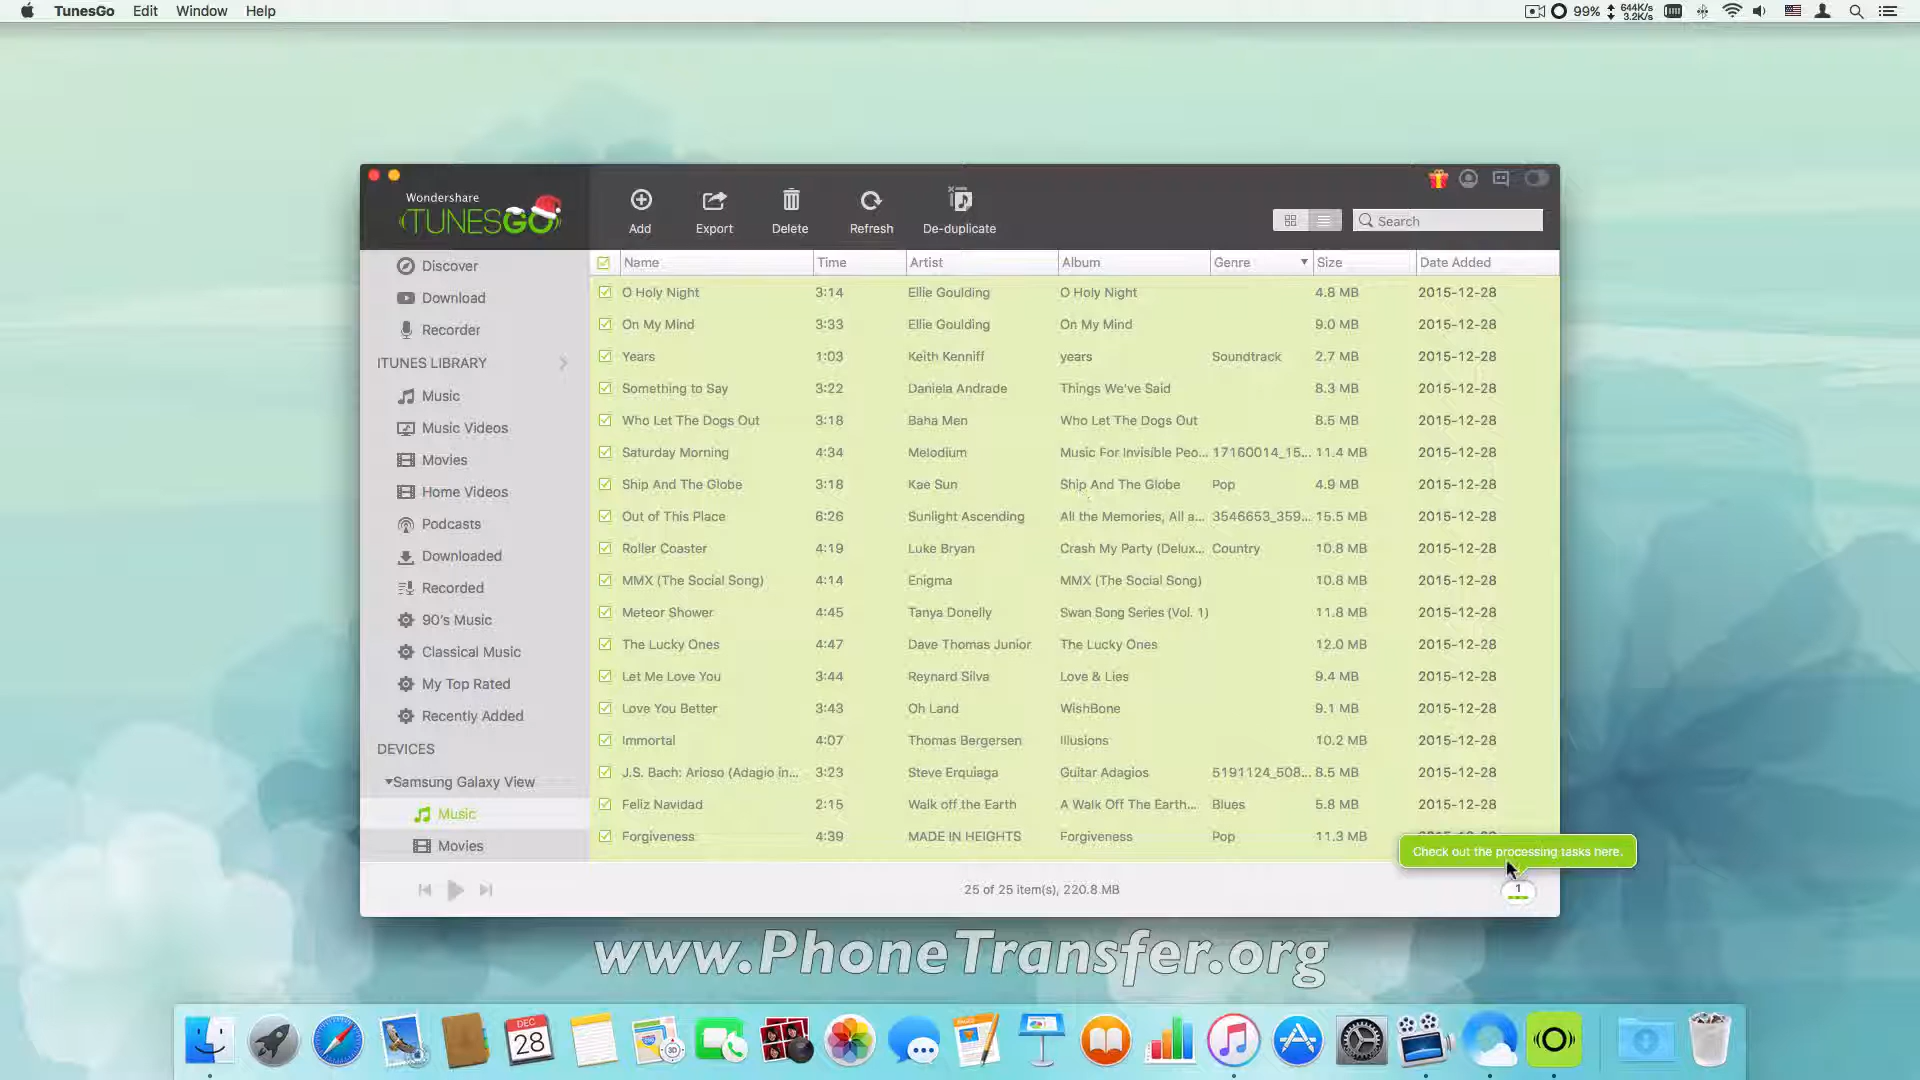 TunesGo Edit Window Help 99% 644K/s 3.2K/s
Wondershare
TUNESGO
Add Export Delete Refresh De-duplicate Search
Discover
Download
Recorder
ITUNES LIBRARY
Music
Music Videos
Movies
Home Videos
Podcasts
Downloaded
Recorded
90's Music
Classical Music
My Top Rated
Recently Added
DEVICES
Samsung Galaxy View
Music
Movies
Name Time Artist Album Genre Size Date Added
O Holy Night 3:14 Ellie Goulding O Holy Night 4.8 MB 2015-12-28
On My Mind 3:33 Ellie Goulding On My Mind 9.0 MB 2015-12-28
Years 1:03 Keith Kenniff years Soundtrack 2.7 MB 2015-12-28
Something to Say 3:22 Daniela Andrade Things We've Said 8.3 MB 2015-12-28
Who Let The Dogs Out 3:18 Baha Men Who Let The Dogs Out 8.5 MB 2015-12-28
Saturday Morning 4:34 Melodium Music For Invisible Peo... 17160014_15... 11.4 MB 2015-12-28
Ship And The Globe 3:18 Kae Sun Ship And The Globe Pop 4.9 MB 2015-12-28
Out of This Place 6:26 Sunlight Ascending All the Memories, All a... 3546653_359... 15.5 MB 2015-12-28
Roller Coaster 4:19 Luke Bryan Crash My Party (Delux... Country 10.8 MB 2015-12-28
MMX (The Social Song) 4:14 Enigma MMX (The Social Song) 10.8 MB 2015-12-28
Meteor Shower 4:45 Tanya Donelly Swan Song Series (Vol. 1) 11.8 MB 2015-12-28
The Lucky Ones 4:47 Dave Thomas Junior The Lucky Ones 12.0 MB 2015-12-28
Let Me Love You 3:44 Reynard Silva Love & Lies 9.4 MB 2015-12-28
Love You Better 3:43 Oh Land WishBone 9.1 MB 2015-12-28
Immortal 4:07 Thomas Bergersen Illusions 10.2 MB 2015-12-28
J.S. Bach: Arioso (Adagio in... 3:23 Steve Erquiaga Guitar Adagios 5191124_508... 8.5 MB 2015-12-28
Feliz Navidad 2:15 Walk off the Earth A Walk Off The Earth... Blues 5.8 MB 2015-12-28
Forgiveness 4:39 MADE IN HEIGHTS Forgiveness Pop 11.3 MB
Check out the processing tasks here.
25 of 25 item(s), 220.8 MB 1
www.PhoneTransfer.org
DEC
28